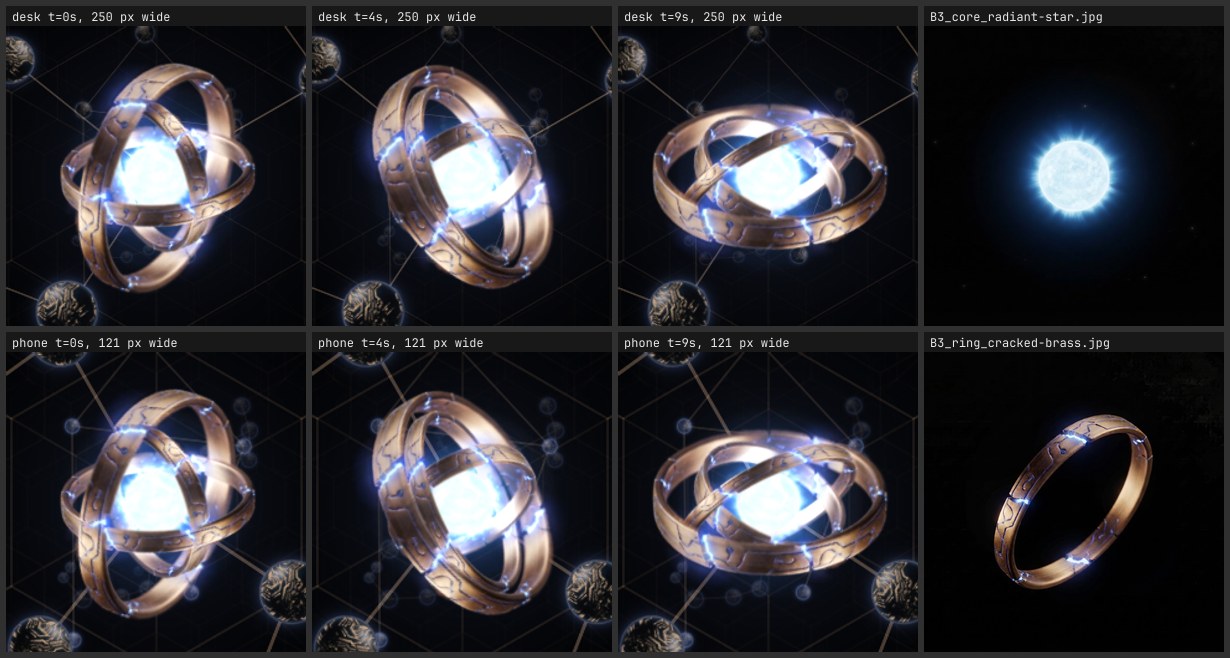 desk t=0s, 250 px wide
desk t=4s, 250 px wide
desk t=9s, 250 px wide
B3_core_radiant-star.jpg
phone t=0s, 121 px wide
phone t=4s, 121 px wide
phone t=9s, 121 px wide
B3_ring_cracked-brass.jpg